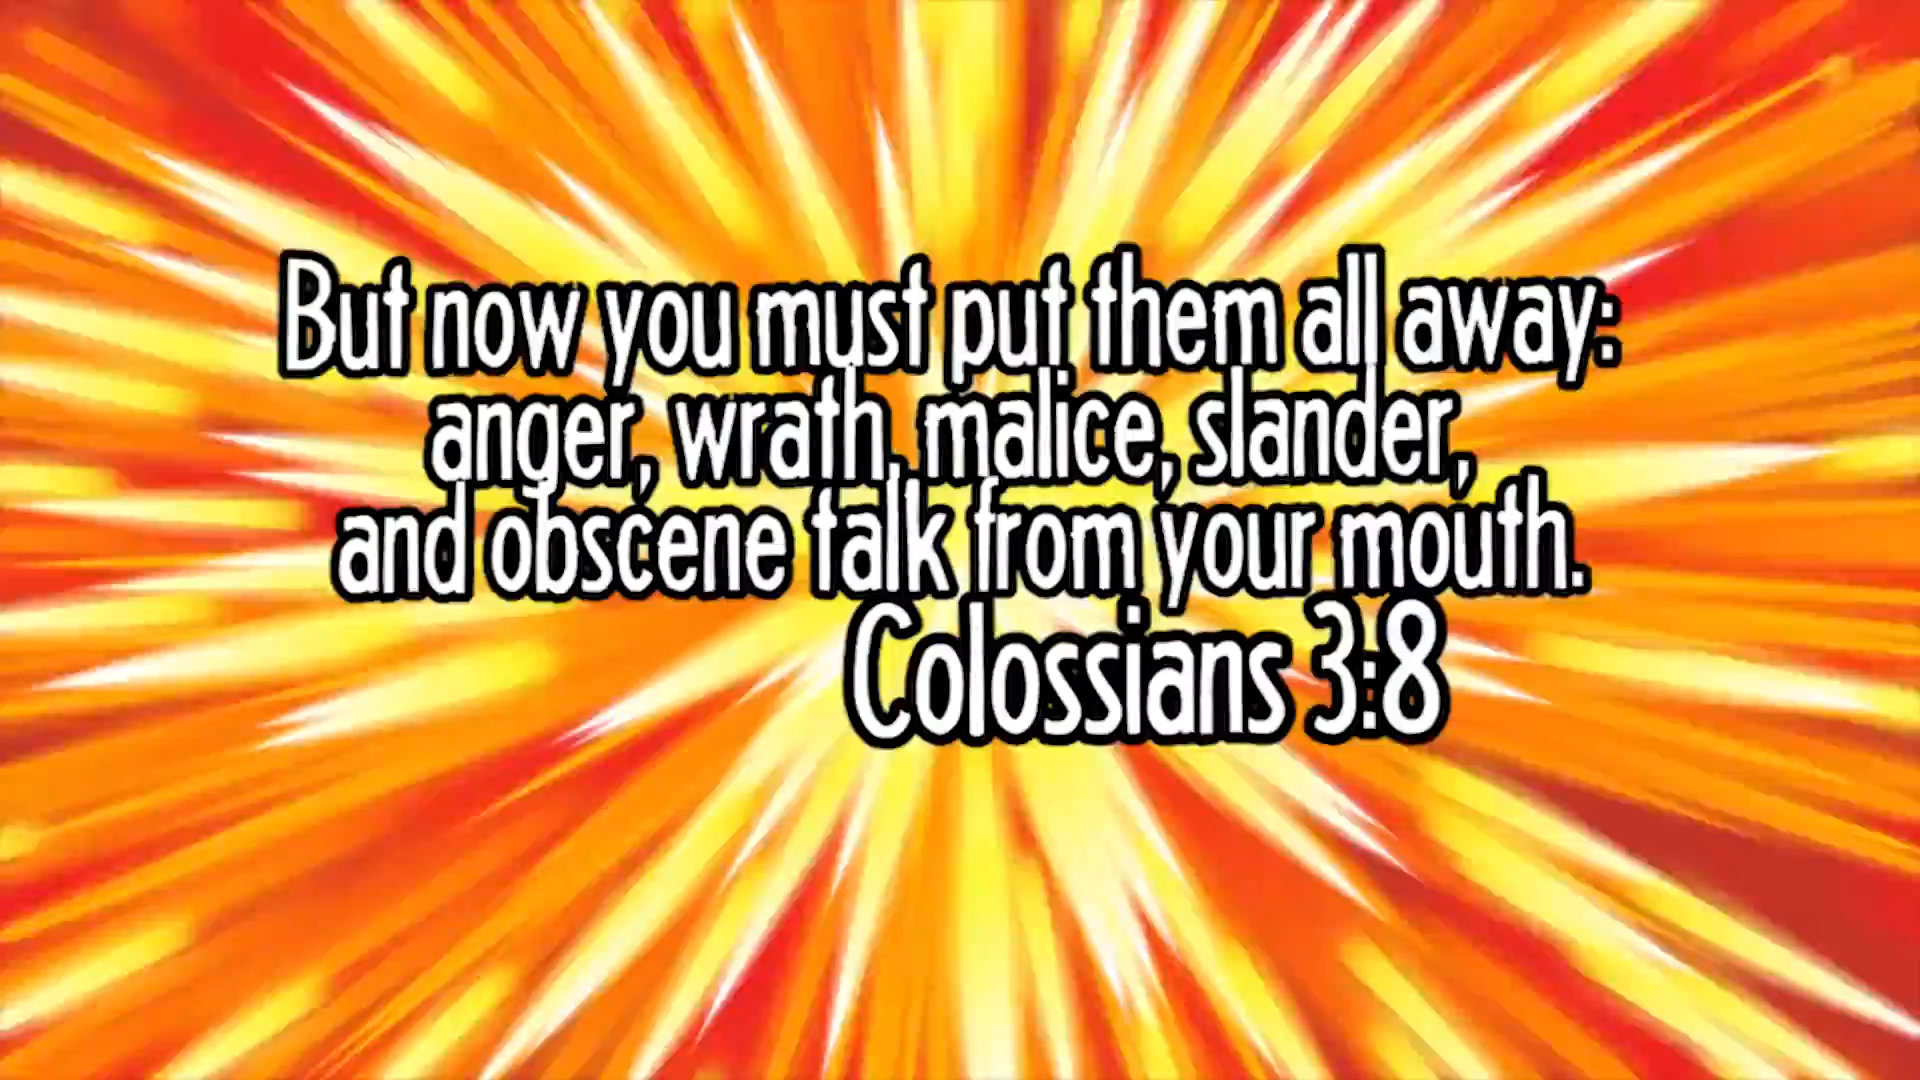 But now you must put them all away:
anger, wrath, malice, slander,
and obscene talk from your mouth.
Colossians 3:8